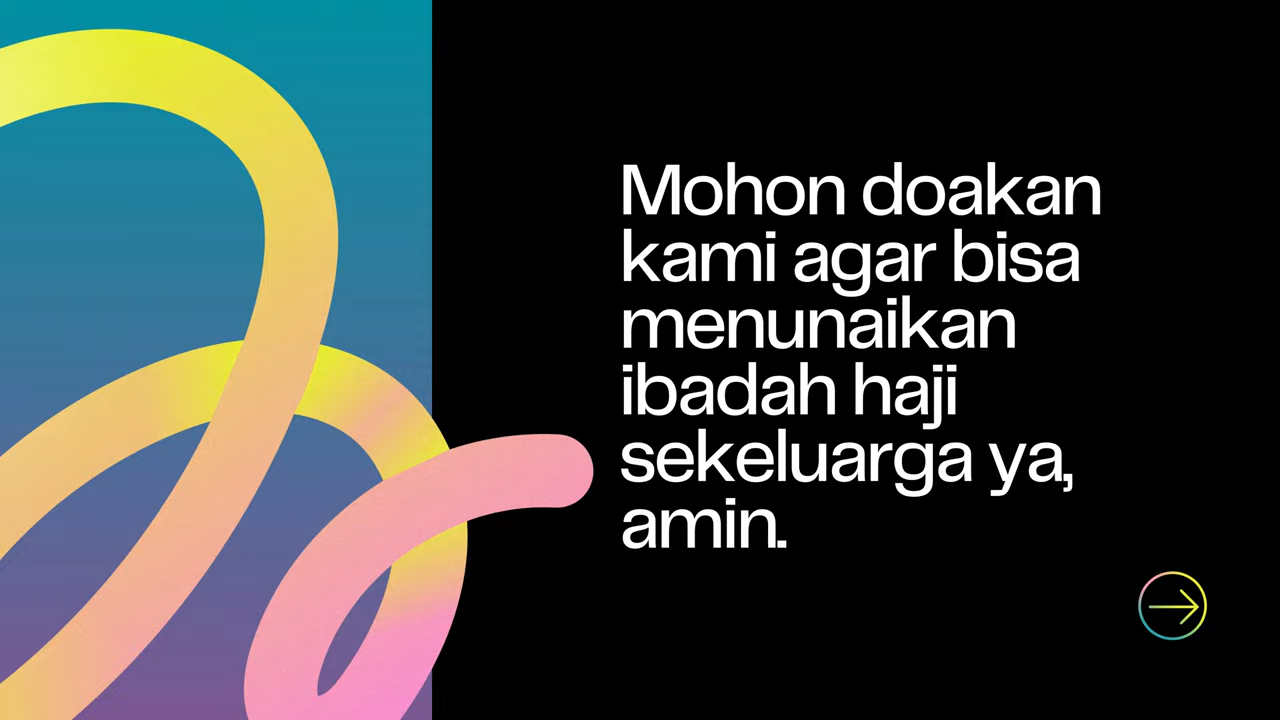 Mohon doakan
kami agar bisa
menunaikan
ibadah haji
sekeluarga ya,
amin.